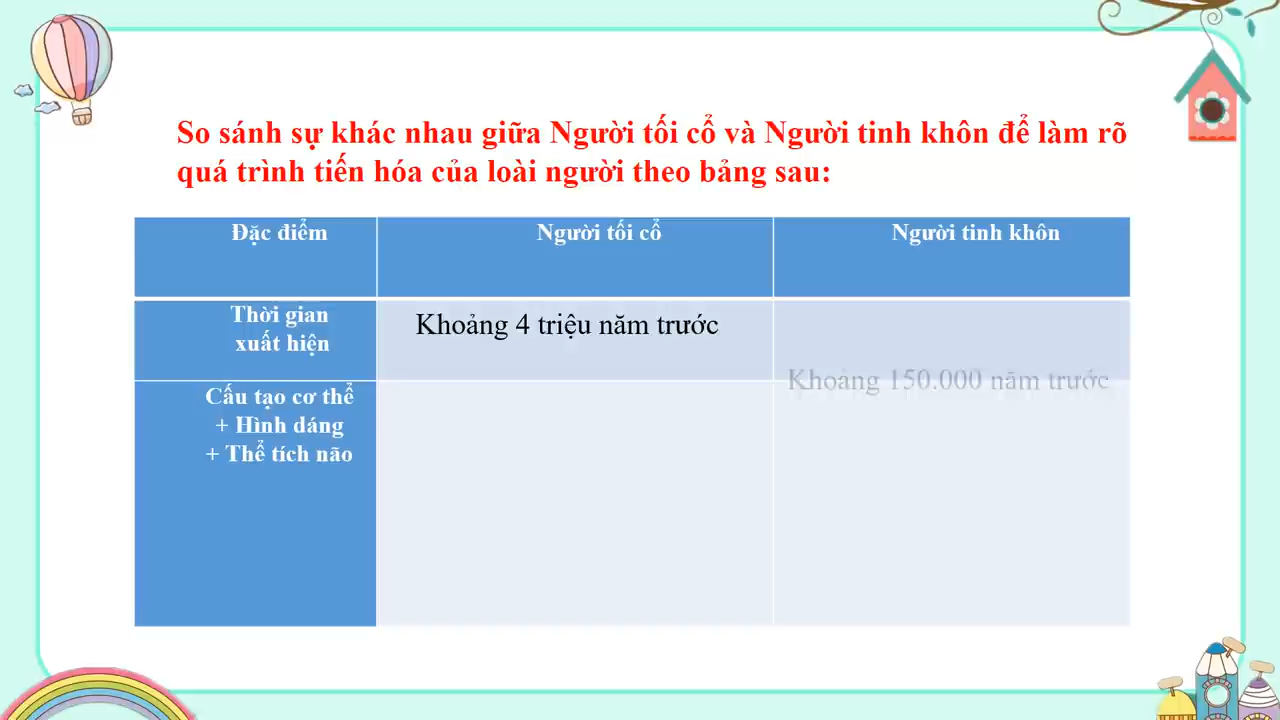 So sánh sự khác nhau giữa Người tối cổ và Người tinh khôn để làm rõ
quá trình tiến hóa của loài người theo bảng sau:
Đặc điểm
Người tối cổ
Người tinh khôn
Thời gian
xuất hiện
Khoảng 4 triệu năm trước
Khoảng 150.000 năm trước
Cấu tạo cơ thể
+ Hình dáng
+ Thể tích não